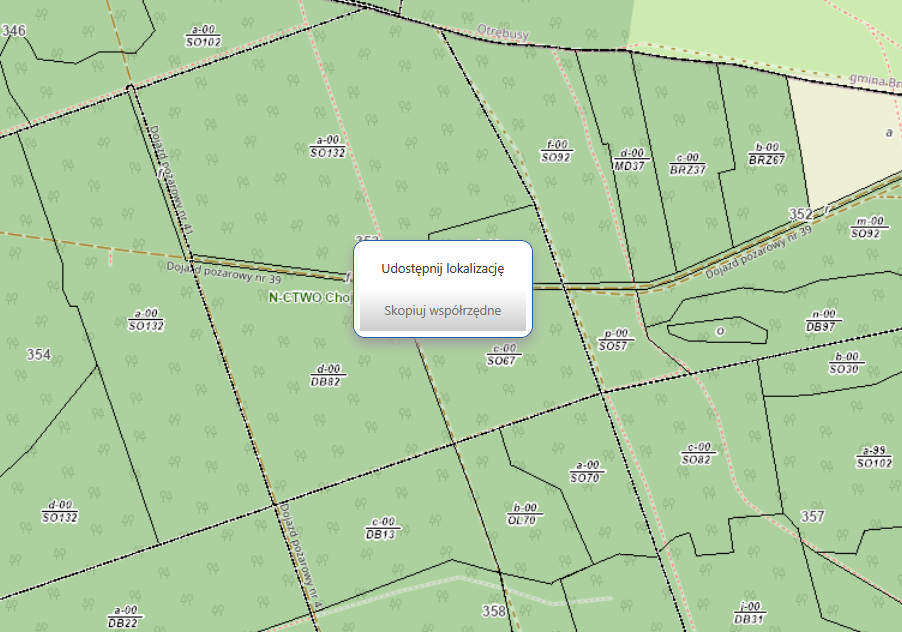 346
a-00
SO102
Otrębusy
gmina Br
a
Dojazd pożarowy nr 41
a-00
SO132
f-00
SO92
d-00
MD37
c-00
BRZ37
b-00
BRZ67
352
m-00
SO92
Dojazd pożarowy nr 39
Dojazd pożarowy nr 39
N-CTWO Choj
Udostępnij lokalizację
Skopiuj współrzędne
a-00
SO132
354
d-00
DB82
c-00
SO67
p-00
SO57
o
n-00
DB97
b-00
SO30
c-00
SO82
a-99
SO102
a-00
SO70
b-00
OL70
357
d-00
SO132
c-00
DB13
Dojazd pożarowy nr 41
358
a-00
DB22
j-00
DB31